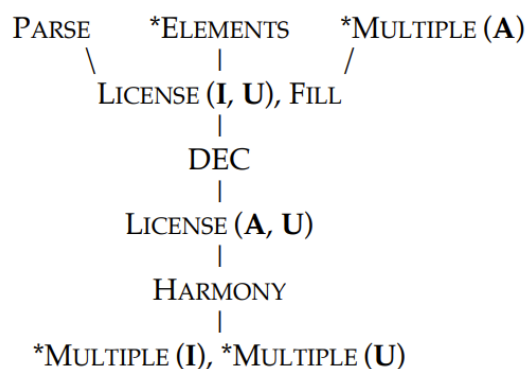 PARSE *ELEMENTS *MULTIPLE (A)
LICENSE (I, U), FILL
DEC
LICENSE (A, U)
HARMONY
*MULTIPLE (I), *MULTIPLE (U)